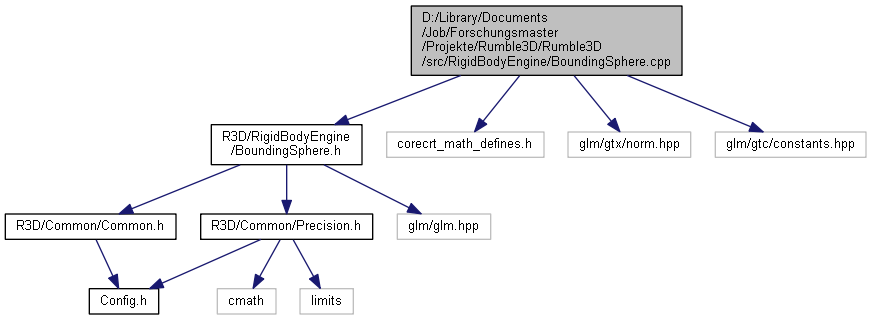 D:/Library/Documents
/Job/Forschungsmaster
/Projekte/Rumble3D/Rumble3D
/src/RigidBodyEngine/BoundingSphere.cpp
R3D/RigidBodyEngine
/BoundingSphere.h
corecrt_math_defines.h
glm/gtx/norm.hpp
glm/gtc/constants.hpp
R3D/Common/Common.h
R3D/Common/Precision.h
glm/glm.hpp
Config.h
cmath
limits